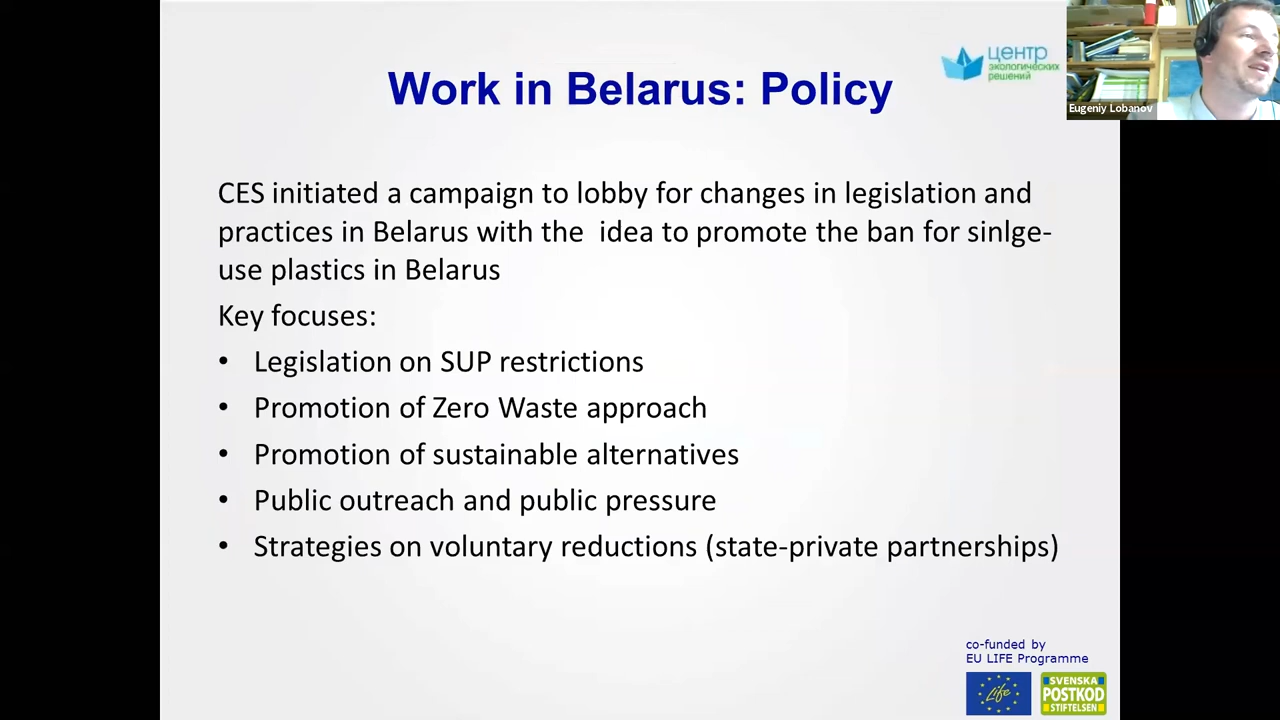 Work in Belarus: Policy
центр
экологических
решений
Eugeniy Lobanov
CES initiated a campaign to lobby for changes in legislation and
practices in Belarus with the idea to promote the ban for sinlge-
use plastics in Belarus
Key focuses:
• Legislation on SUP restrictions
• Promotion of Zero Waste approach
• Promotion of sustainable alternatives
• Public outreach and public pressure
• Strategies on voluntary reductions (state-private partnerships)
co-funded by
EU LIFE Programme
Life
SVENSKA
POSTKOD
STIFTELSEN